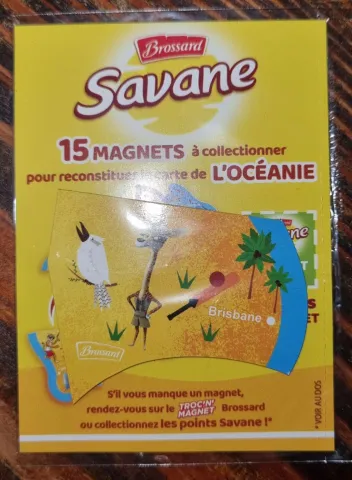 Brossard
Savane
15 MAGNETS à collectionner
pour reconstituer la carte de L'OCÉANIE
Brisbane
Brossard
S'il vous manque un magnet,
rendez-vous sur le TROC'N' MAGNET Brossard
ou collectionnez les points Savane !*
*VOIR AU DOS